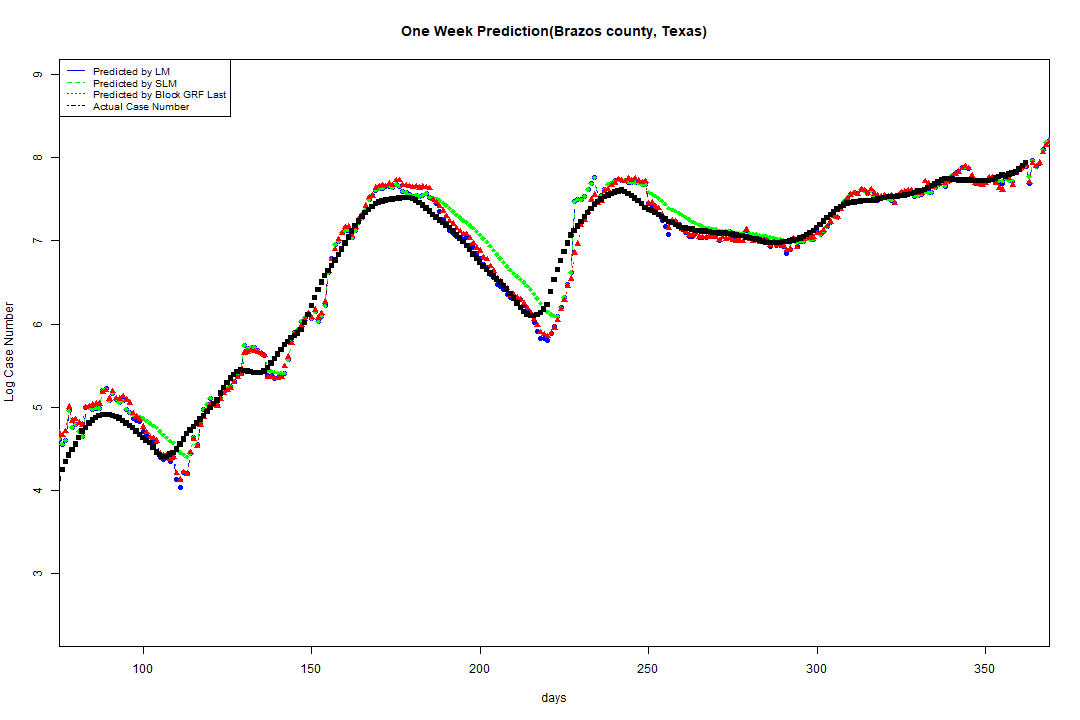 One Week Prediction(Brazos county, Texas)
Predicted by LM
Predicted by SLM
Predicted by Block GRF Last
Actual Case Number
9
8
7
6
5
4
3
Log Case Number
100 150 200 250 300 350
days